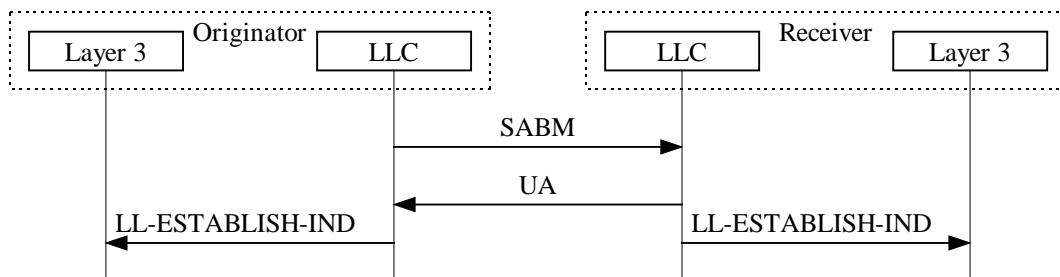 Originator
Receiver
Layer 3
LLC
LLC
Layer 3
SABM
UA
LL-ESTABLISH-IND
LL-ESTABLISH-IND